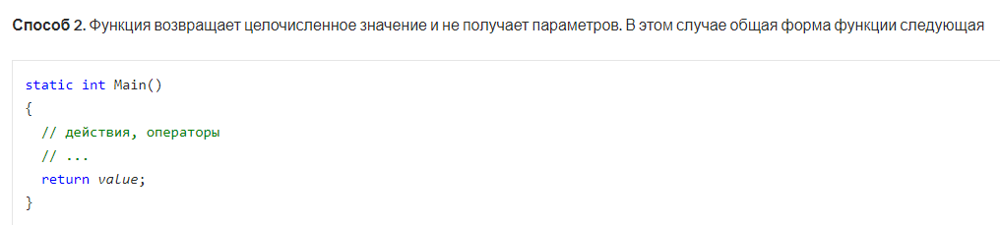 Способ 2. Функция возвращает целочисленное значение и не получает параметров. В этом случае общая форма функции следующая
static int Main()
{
  // действия, операторы
  // ...
  return value;
}